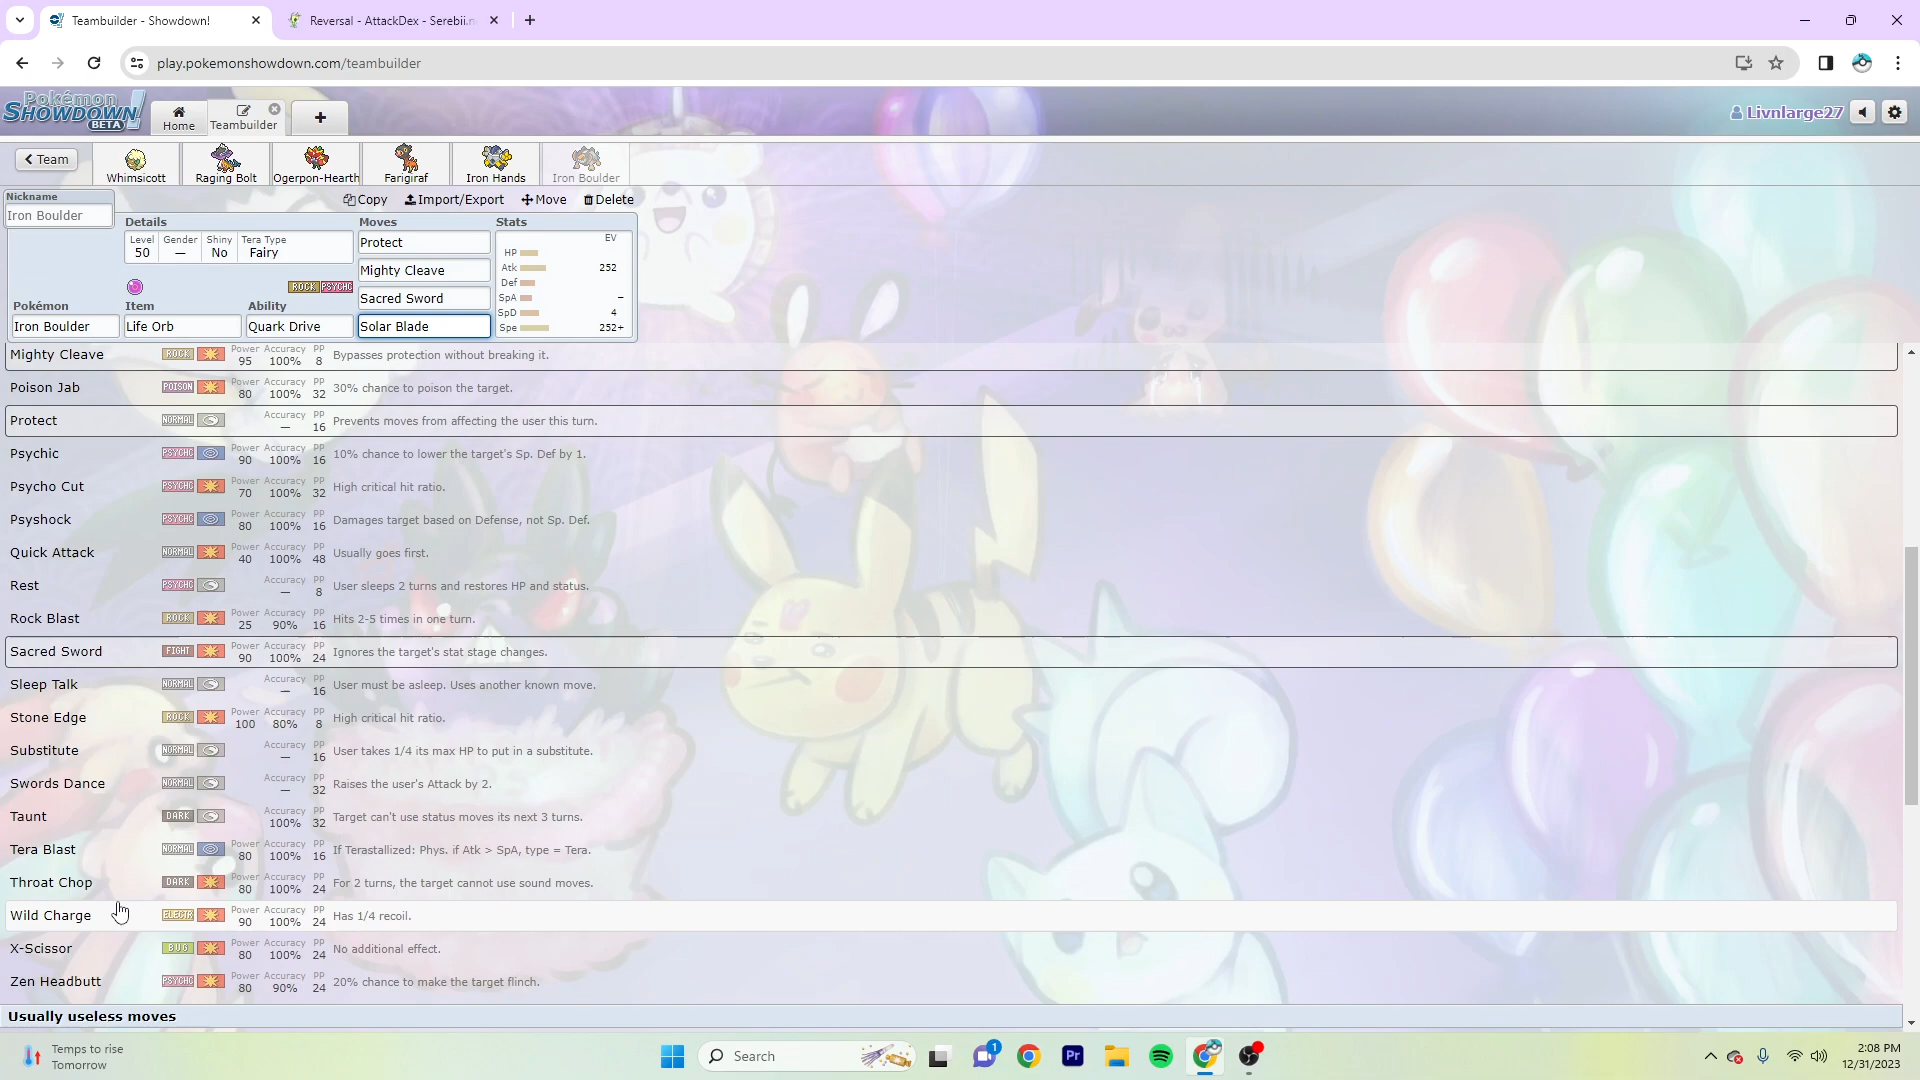 Teambuilder - Showdown!
Reversal - AttackDex - Serebii.n
play.pokemonshowdown.com/teambuilder
Pokémon
SHOWDOWN!
BETA
Home
Teambuilder
Livnlarge27
< Team
Whimsicott
Raging Bolt
Ogerpon-Hearth
Farigiraf
Iron Hands
Iron Boulder
Nickname
Iron Boulder
Copy
Import/Export
Move
Delete
Details
Level
50
Gender
—
Shiny
No
Tera Type
Fairy
ROCK PSYCHC
Pokémon
Iron Boulder
Item
Life Orb
Ability
Quark Drive
Moves
Protect
Mighty Cleave
Sacred Sword
Solar Blade
Stats
EV
HP
Atk 252
Def
SpA –
SpD 4
Spe 252+
Mighty Cleave ROCK Power 95 Accuracy 100% PP 8 Bypasses protection without breaking it.
Poison Jab POISON Power 80 Accuracy 100% PP 32 30% chance to poison the target.
Protect NORMAL Accuracy — PP 16 Prevents moves from affecting the user this turn.
Psychic PSYCHC Power 90 Accuracy 100% PP 16 10% chance to lower the target's Sp. Def by 1.
Psycho Cut PSYCHC Power 70 Accuracy 100% PP 32 High critical hit ratio.
Psyshock PSYCHC Power 80 Accuracy 100% PP 16 Damages target based on Defense, not Sp. Def.
Quick Attack NORMAL Power 40 Accuracy 100% PP 48 Usually goes first.
Rest PSYCHC Accuracy — PP 8 User sleeps 2 turns and restores HP and status.
Rock Blast ROCK Power 25 Accuracy 90% PP 16 Hits 2-5 times in one turn.
Sacred Sword FIGHT Power 90 Accuracy 100% PP 24 Ignores the target's stat stage changes.
Sleep Talk NORMAL Accuracy — PP 16 User must be asleep. Uses another known move.
Stone Edge ROCK Power 100 Accuracy 80% PP 8 High critical hit ratio.
Substitute NORMAL Accuracy — PP 16 User takes 1/4 its max HP to put in a substitute.
Swords Dance NORMAL Accuracy — PP 32 Raises the user's Attack by 2.
Taunt DARK Accuracy 100% PP 32 Target can't use status moves its next 3 turns.
Tera Blast NORMAL Power 80 Accuracy 100% PP 16 If Terastallized: Phys. if Atk > SpA, type = Tera.
Throat Chop DARK Power 80 Accuracy 100% PP 24 For 2 turns, the target cannot use sound moves.
Wild Charge ELECTR Power 90 Accuracy 100% PP 24 Has 1/4 recoil.
X-Scissor BUG Power 80 Accuracy 100% PP 24 No additional effect.
Zen Headbutt PSYCHC Power 80 Accuracy 90% PP 24 20% chance to make the target flinch.
Usually useless moves
Temps to rise
Tomorrow
Search
1
Pr
2:08 PM
12/31/2023